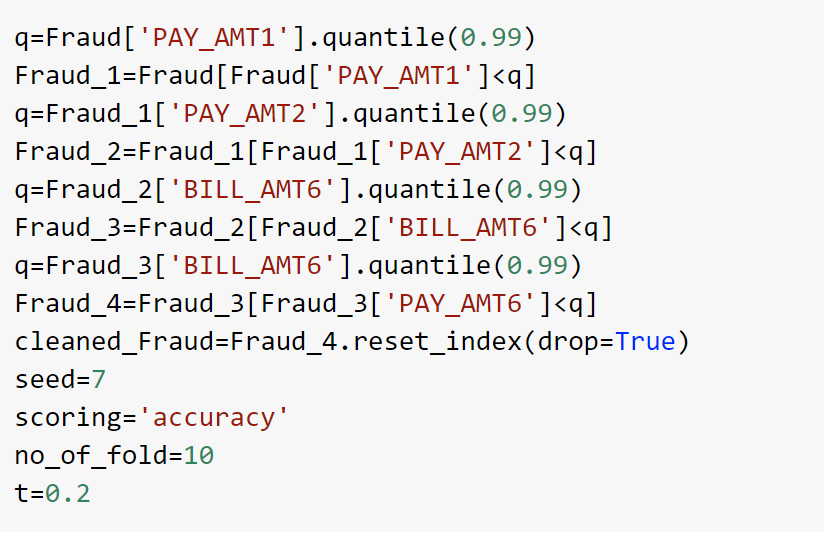 q=Fraud['PAY_AMT1'].quantile(0.99)
Fraud_1=Fraud[Fraud['PAY_AMT1']<q]
q=Fraud_1['PAY_AMT2'].quantile(0.99)
Fraud_2=Fraud_1[Fraud_1['PAY_AMT2']<q]
q=Fraud_2['BILL_AMT6'].quantile(0.99)
Fraud_3=Fraud_2[Fraud_2['BILL_AMT6']<q]
q=Fraud_3['BILL_AMT6'].quantile(0.99)
Fraud_4=Fraud_3[Fraud_3['PAY_AMT6']<q]
cleaned_Fraud=Fraud_4.reset_index(drop=True)
seed=7
scoring='accuracy'
no_of_fold=10
t=0.2